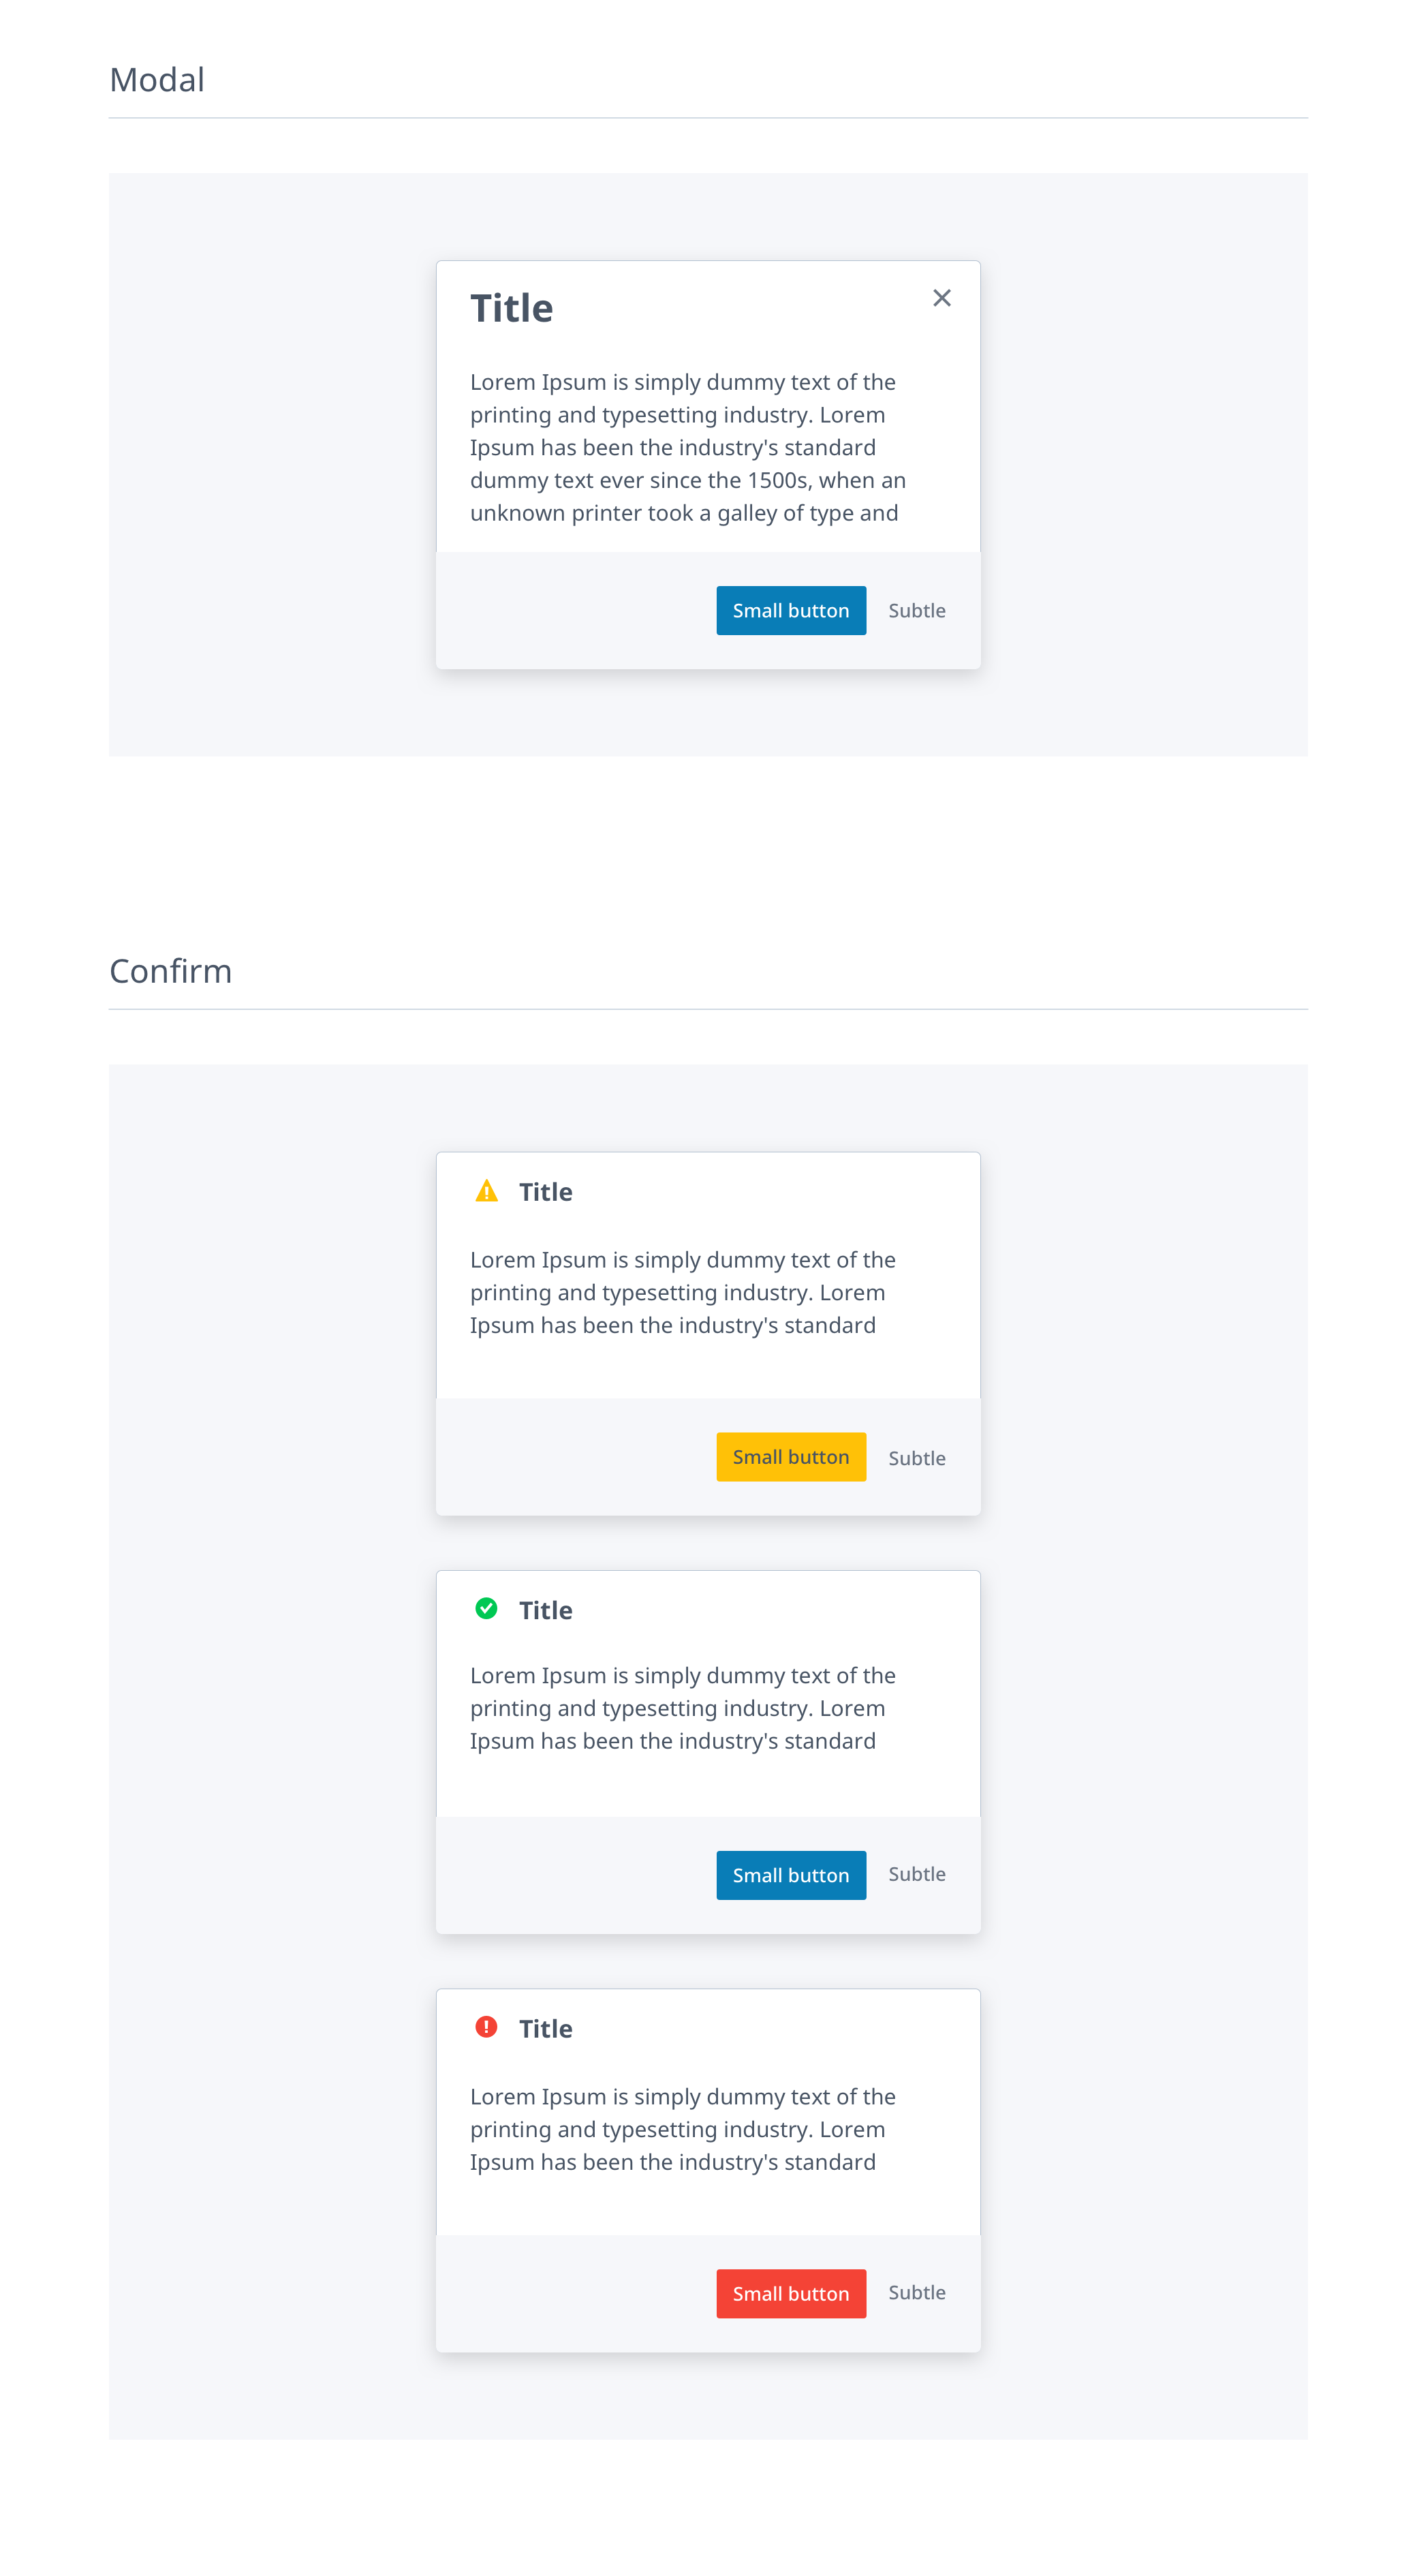 Modal
Title
Lorem Ipsum is simply dummy text of the
printing and typesetting industry. Lorem
Ipsum has been the industry's standard
dummy text ever since the 1500s, when an
unknown printer took a galley of type and
Small button Subtle
Confirm
Title
Lorem Ipsum is simply dummy text of the
printing and typesetting industry. Lorem
Ipsum has been the industry's standard
Small button Subtle
Title
Lorem Ipsum is simply dummy text of the
printing and typesetting industry. Lorem
Ipsum has been the industry's standard
Small button Subtle
Title
Lorem Ipsum is simply dummy text of the
printing and typesetting industry. Lorem
Ipsum has been the industry's standard
Small button Subtle